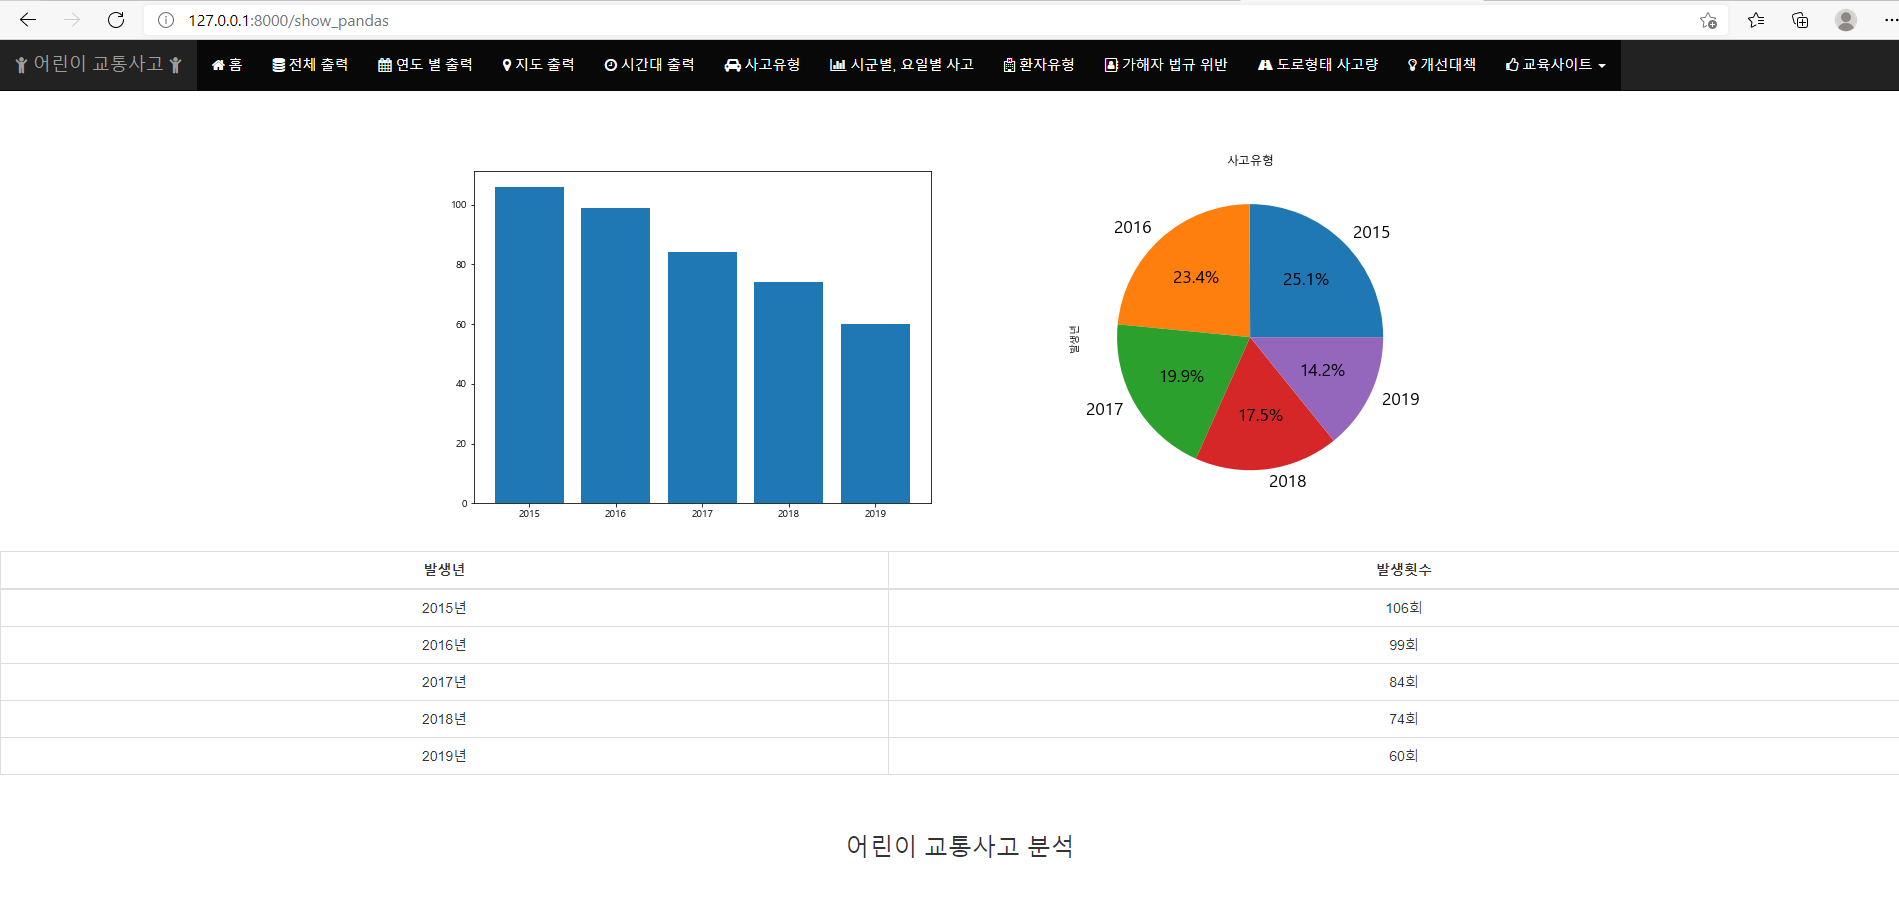 127.0.0.1:8000/show_pandas
어린이 교통사고 홈 전체 출력 연도 별 출력 지도 출력 시간대 출력 사고유형 시군별, 요일별 사고 환자유형 가해자 법규 위반 도로형태 사고량 개선대책 교육사이트
100
80
60
40
20
0
2015 2016 2017 2018 2019
사고유형
발생년
2016
2015
23.4%
25.1%
19.9%
14.2%
2017
17.5%
2019
2018
발생년 발생횟수
2015년 106회
2016년 99회
2017년 84회
2018년 74회
2019년 60회
어린이 교통사고 분석